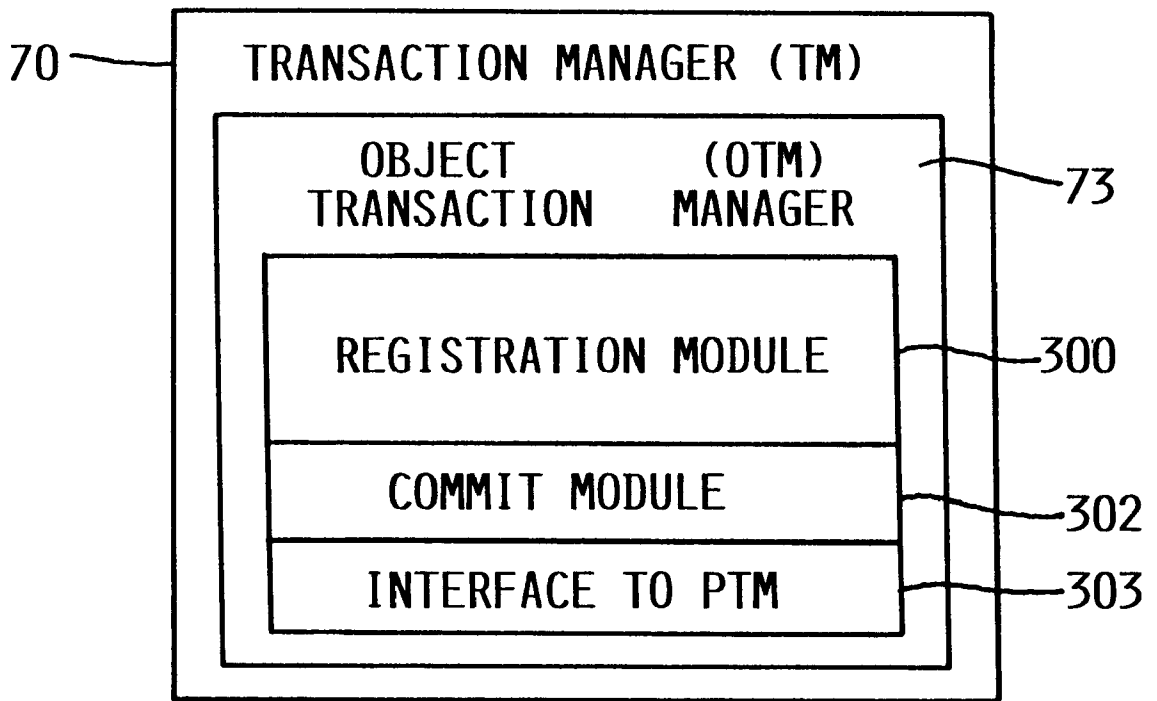 70
TRANSACTION MANAGER (TM)
OBJECT (OTM)
TRANSACTION MANAGER
73
REGISTRATION MODULE
300
COMMIT MODULE
302
INTERFACE TO PTM
303